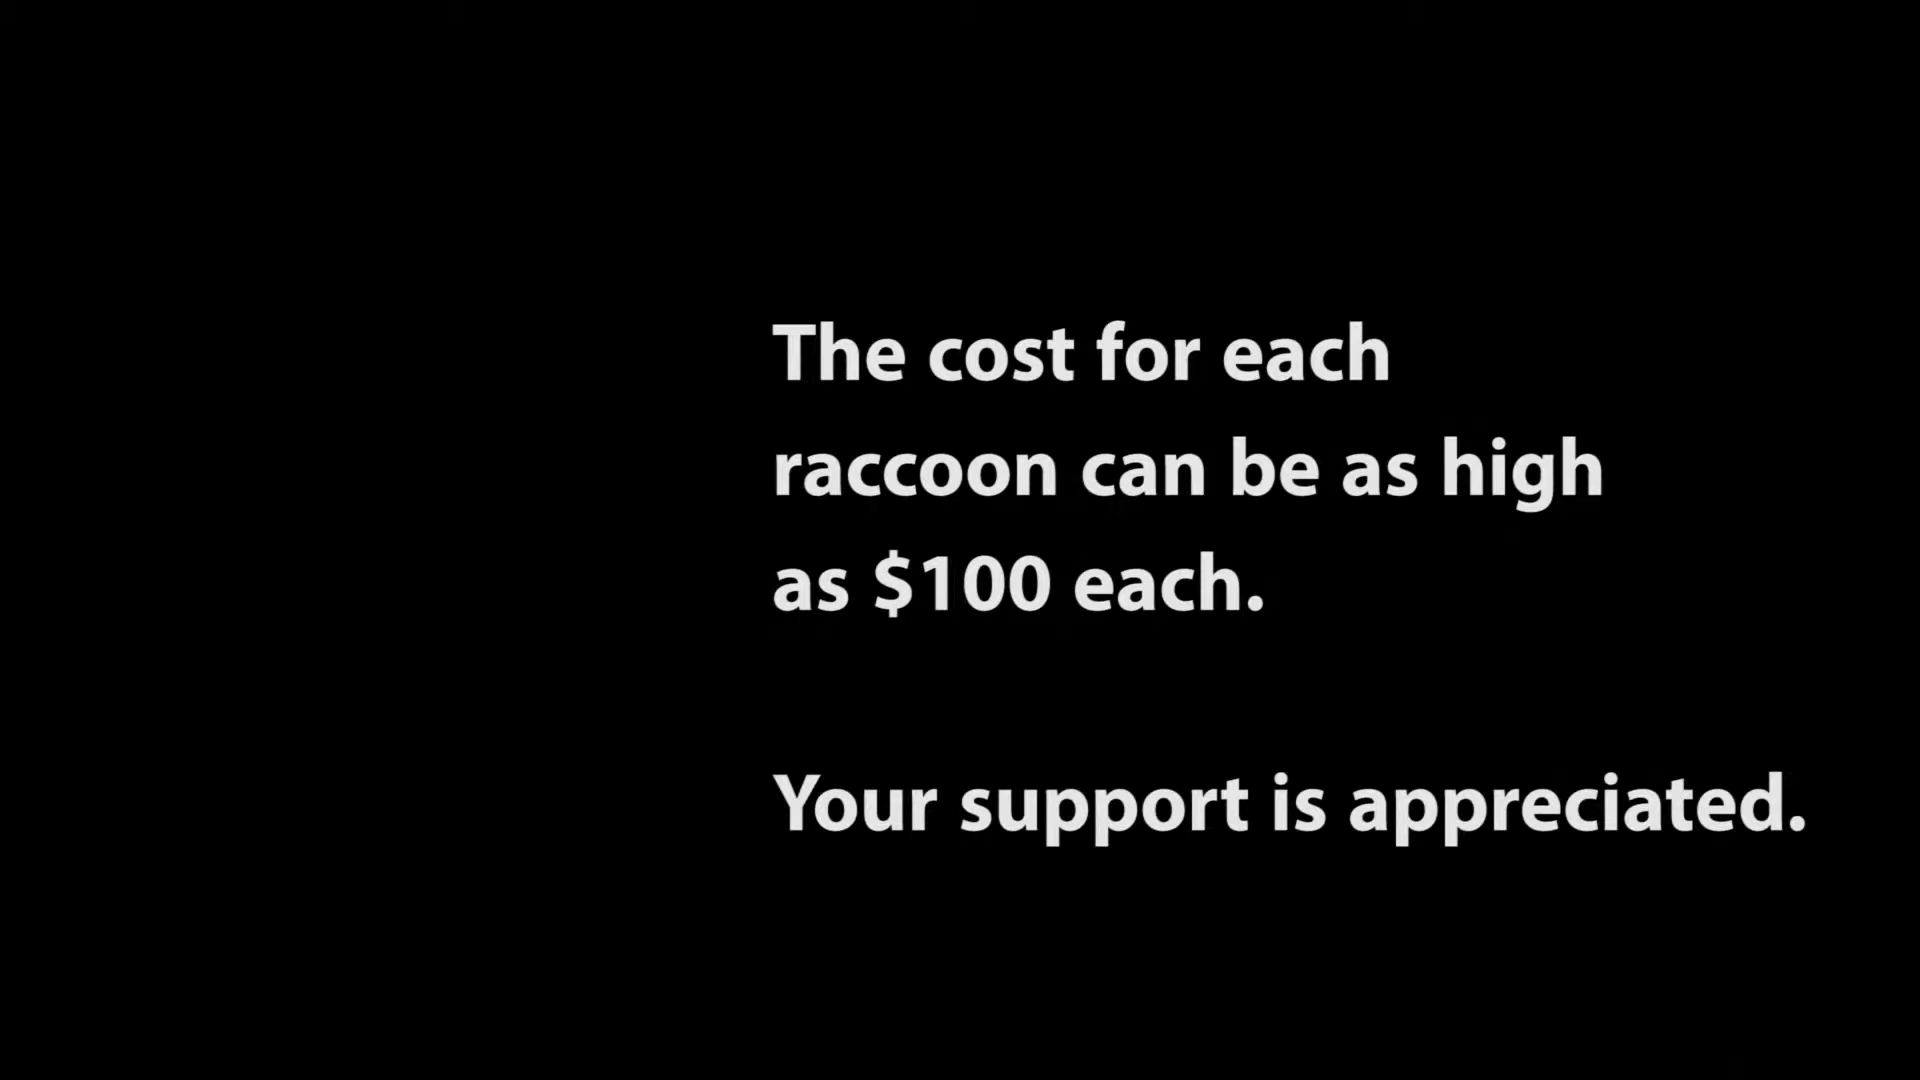 The cost for each
raccoon can be as high
as $100 each.
Your support is appreciated.